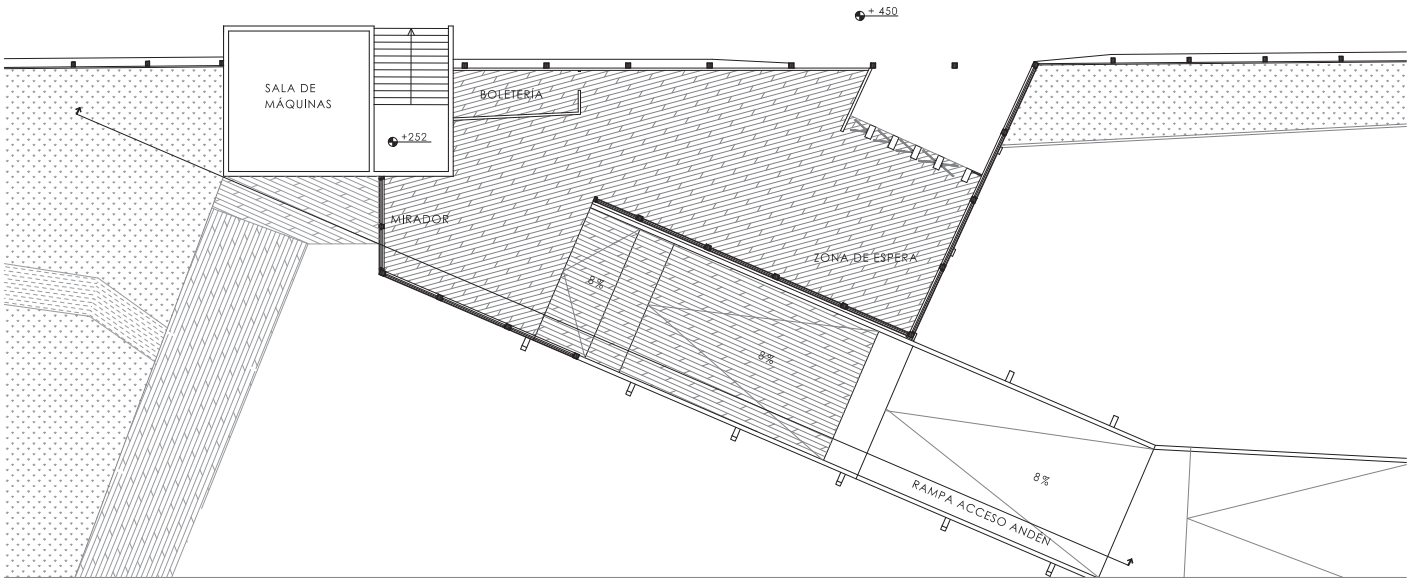 + 450
SALA DE
MÁQUINAS
BOLETERÍA
+252
MIRADOR
ZONA DE ESPERA
8%
8%
8%
RAMPA ACCESO ANDÉN